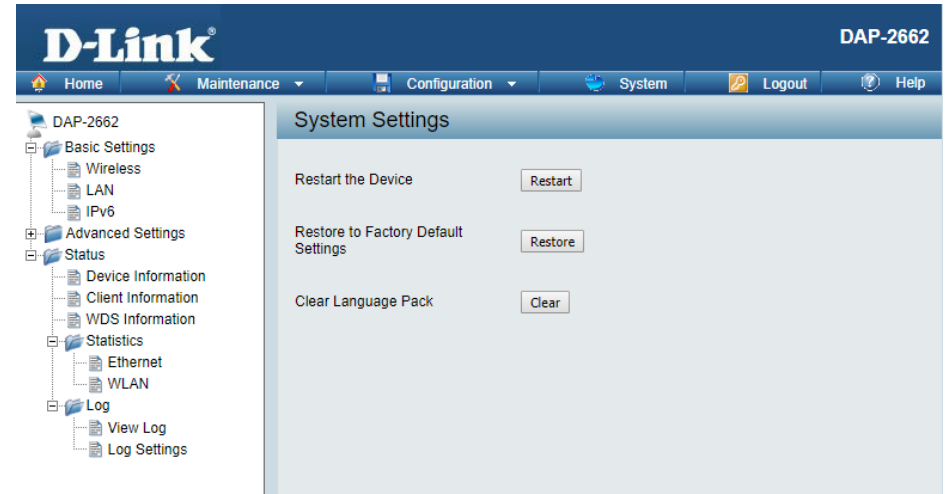 D-Link®
DAP-2662
Home Maintenance Configuration System Logout Help
DAP-2662
Basic Settings
Wireless
LAN
IPv6
Advanced Settings
Status
Device Information
Client Information
WDS Information
Statistics
Ethernet
WLAN
Log
View Log
Log Settings
System Settings
Restart the Device Restart
Restore to Factory Default
Settings
Restore
Clear Language Pack Clear